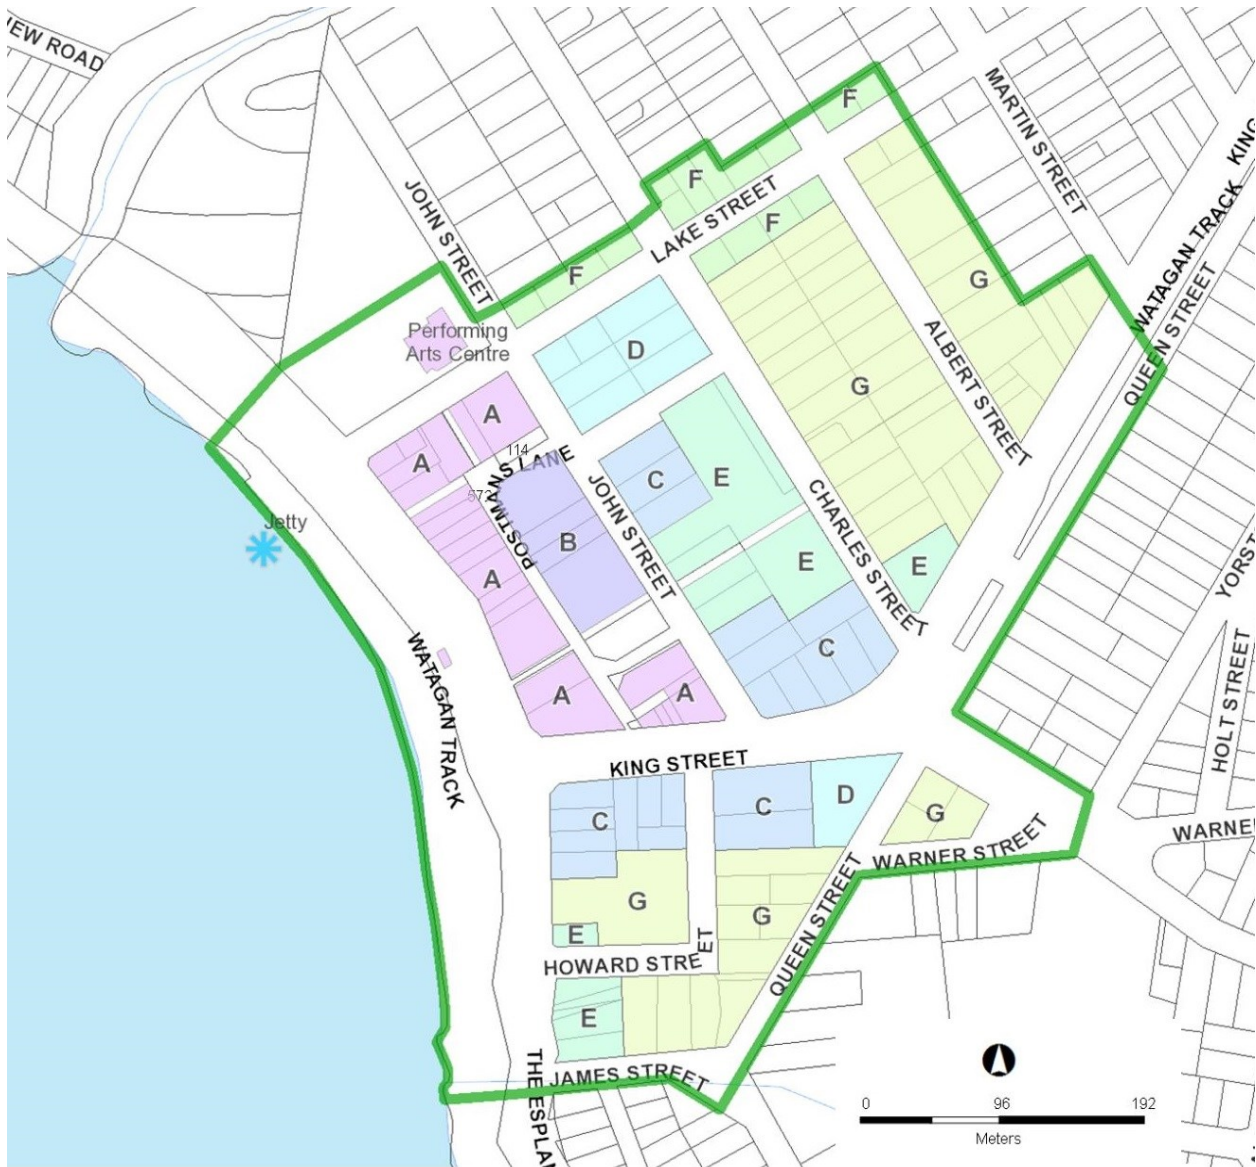 IEW ROAD
MARTIN STREET
KING
WATAGAN TRACK
QUEEN STREET
F
F
LAKE STREET
F
F
JOHN STREET
G
Performing
Arts Centre
D
ALBERT STREET
G
A
A
114
POSTMANS LANE
573
JOHN STREET
C
E
CHARLES STREET
Jetty
B
A
E
E
YORST
C
A
A
WATAGAN TRACK
HOLT STREET
KING STREET
C
C
D
G
WARNER STREET
WARNE
G
G
QUEEN STREET
E
HOWARD STRE
ET
E
JAMES STREET
THE ESPLAN
0 96 192
Meters